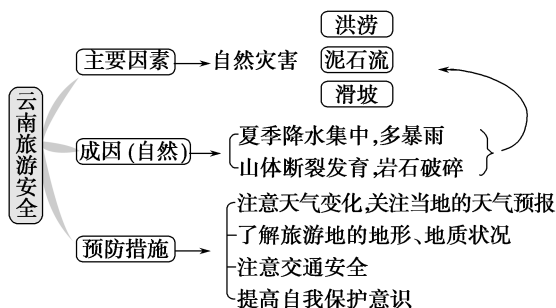 云南旅游安全
主要因素
自然灾害
洪涝
泥石流
滑坡
成因(自然)
夏季降水集中,多暴雨
山体断裂发育,岩石破碎
预防措施
注意天气变化,关注当地的天气预报
了解旅游地的地形、地质状况
注意交通安全
提高自我保护意识